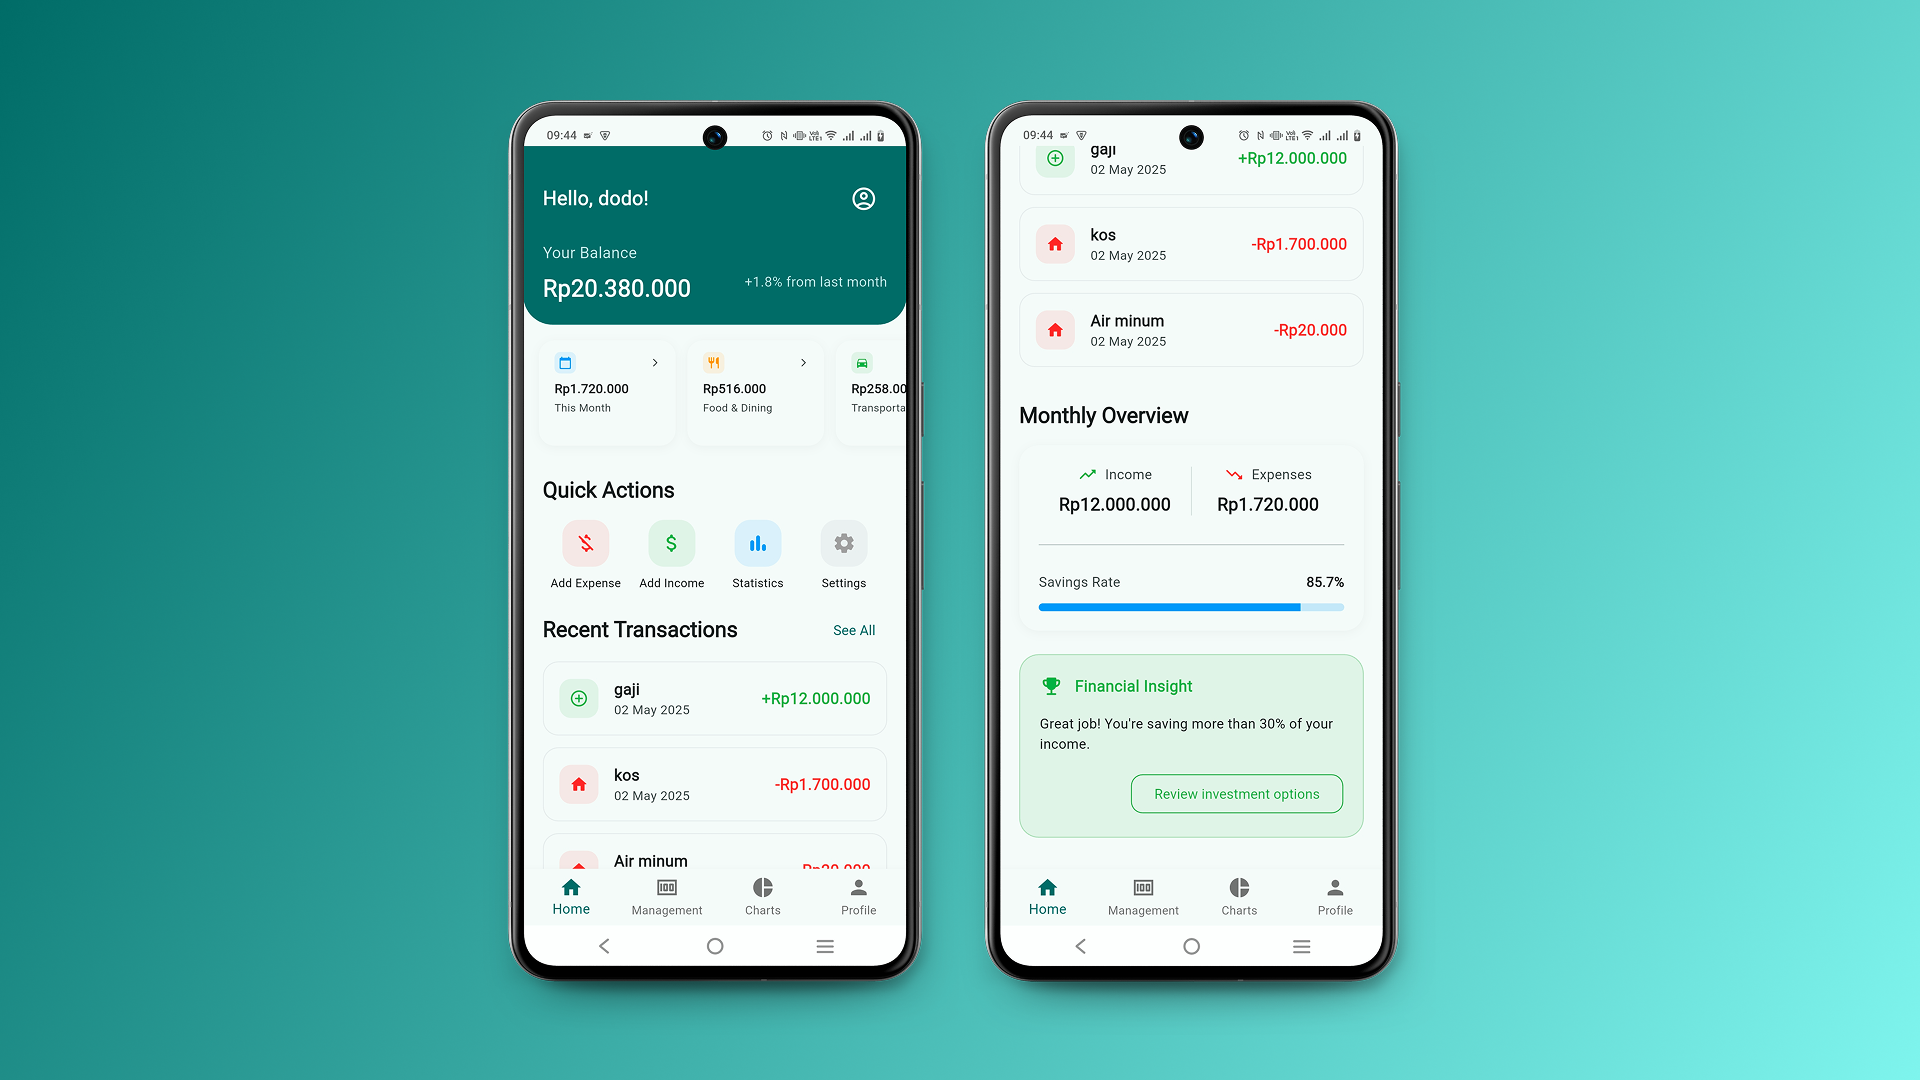 09:44
Hello, dodo!
Your Balance
Rp20.380.000
+1.8% from last month
Rp1.720.000
This Month
Rp516.000
Food & Dining
Rp258.00
Transporta
Quick Actions
Add Expense
Add Income
Statistics
Settings
Recent Transactions
See All
gaji
02 May 2025
+Rp12.000.000
kos
02 May 2025
-Rp1.700.000
Air minum
-Rp20.000
Home
Management
Charts
Profile
09:44
gaji
02 May 2025
+Rp12.000.000
kos
02 May 2025
-Rp1.700.000
Air minum
02 May 2025
-Rp20.000
Monthly Overview
Income
Rp12.000.000
Expenses
Rp1.720.000
Savings Rate
85.7%
Financial Insight
Great job! You're saving more than 30% of your
income.
Review investment options
Home
Management
Charts
Profile